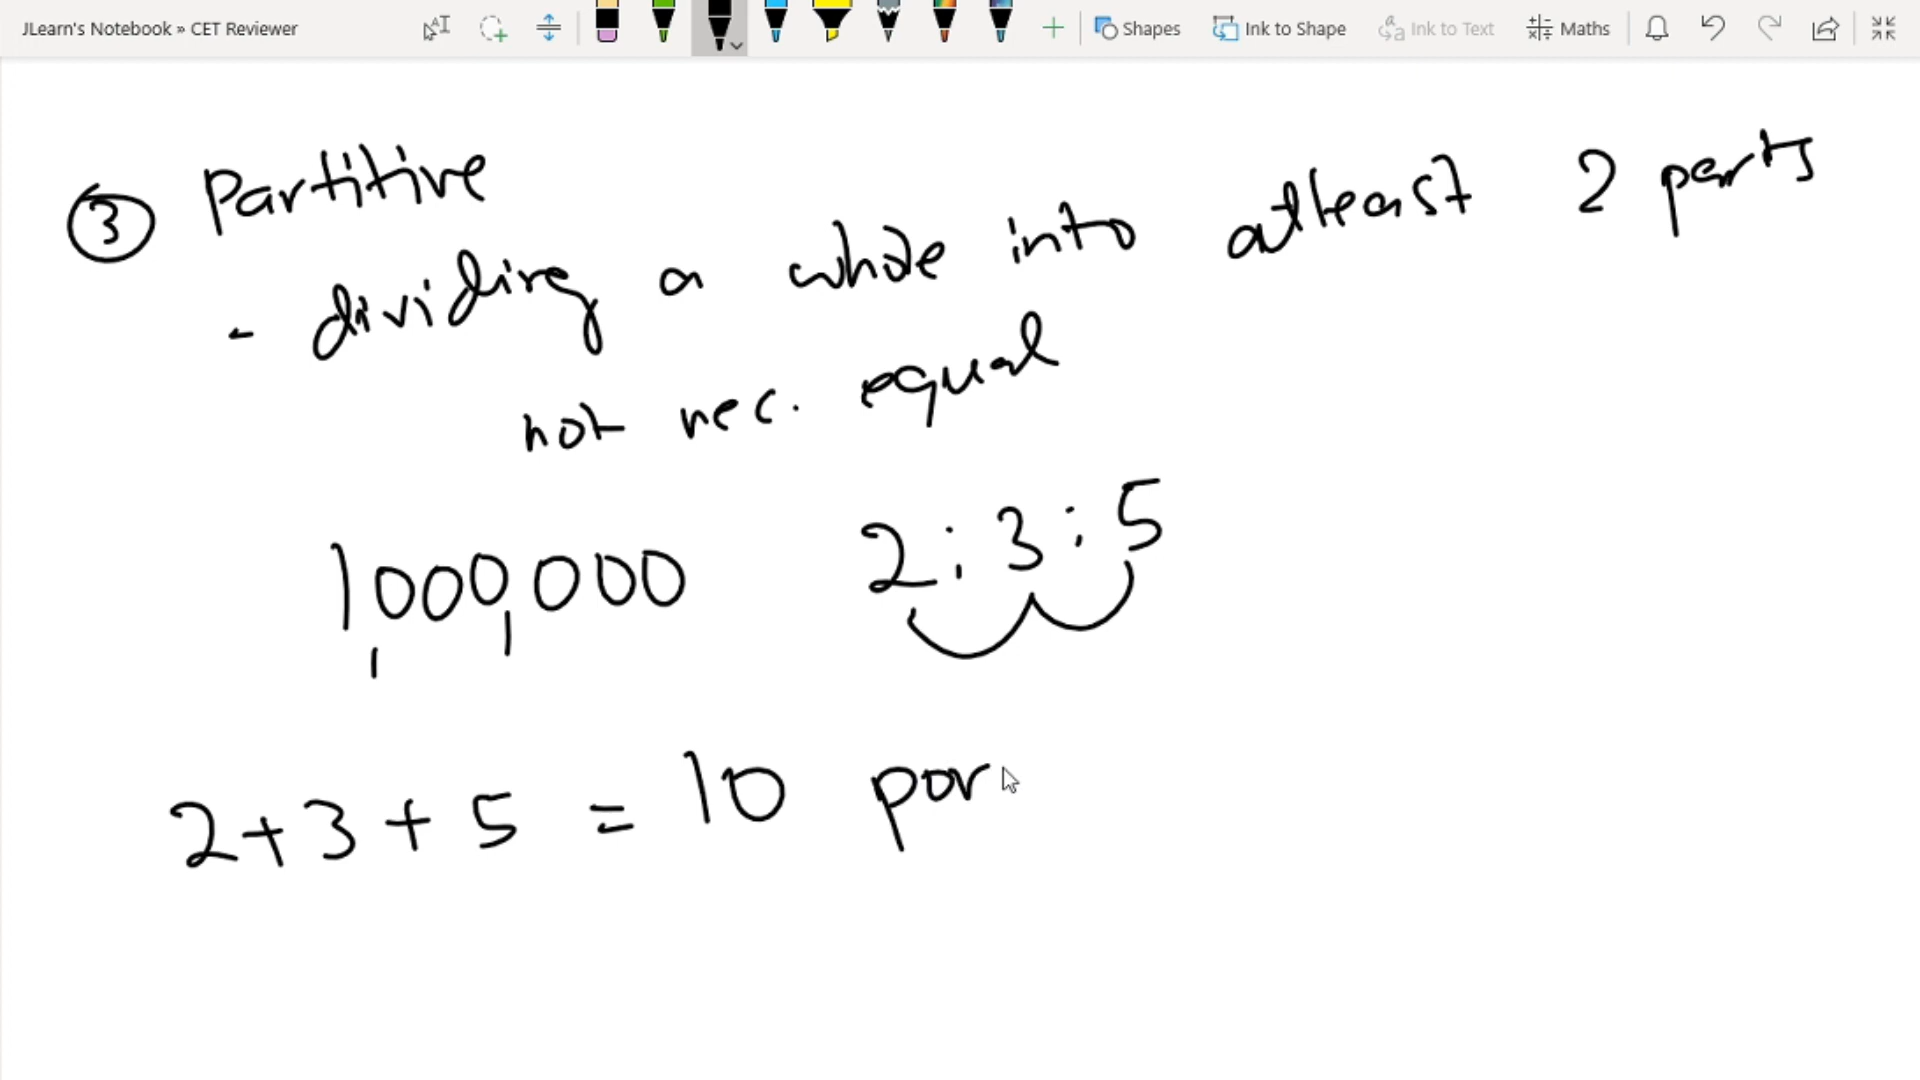 JLearn's Notebook » CET Reviewer Shapes Ink to Shape Ink to Text Maths
③ Partitive
- dividing a whole into atleast 2 parts
not nec. equal
1,000,000 2:3:5
2+3+5 = 10 por